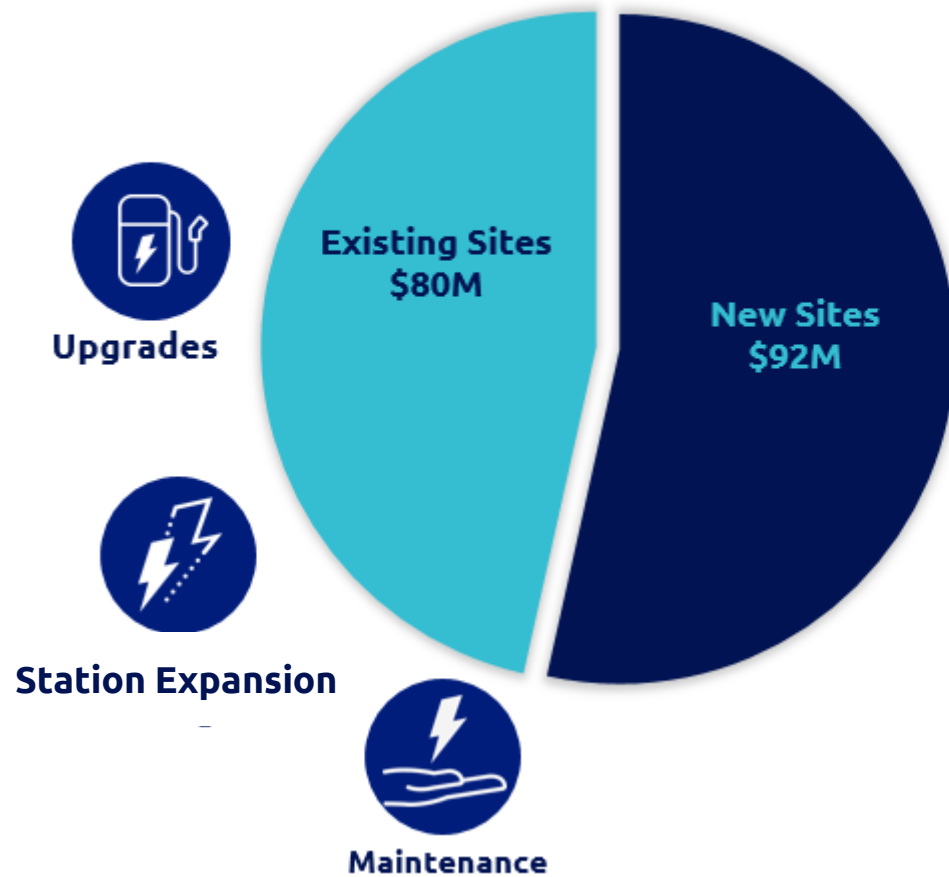 Existing Sites
$80M
New Sites
$92M
Upgrades
Station Expansion
Maintenance